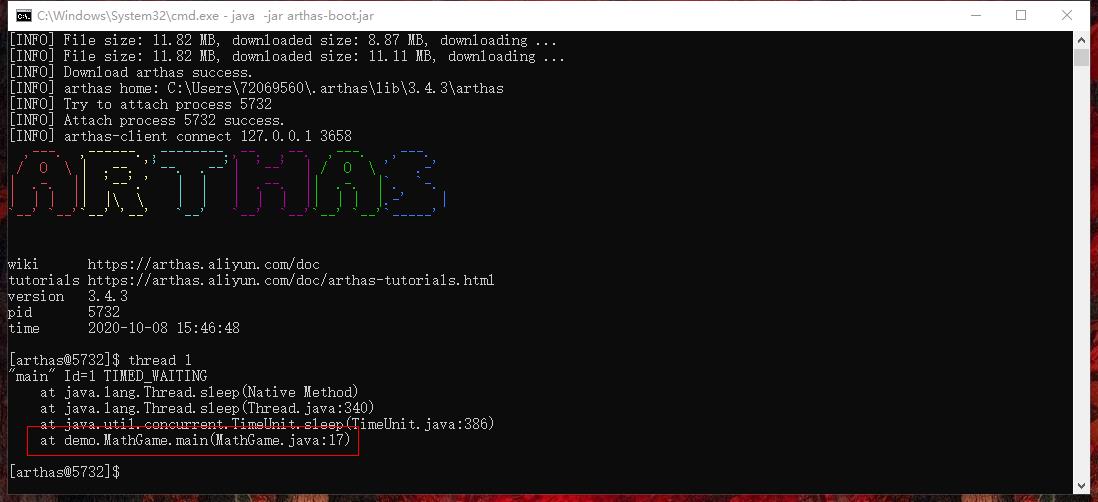 C:\Windows\System32\cmd.exe - java  -jar arthas-boot.jar
[INFO] File size: 11.82 MB, downloaded size: 8.87 MB, downloading ...
[INFO] File size: 11.82 MB, downloaded size: 11.11 MB, downloading ...
[INFO] Download arthas success.
[INFO] arthas home: C:\Users\72069560\.arthas\lib\3.4.3\arthas
[INFO] Try to attach process 5732
[INFO] Attach process 5732 success.
[INFO] arthas-client connect 127.0.0.1 3658
ARTHAS
wiki      https://arthas.aliyun.com/doc
tutorials https://arthas.aliyun.com/doc/arthas-tutorials.html
version   3.4.3
pid       5732
time      2020-10-08 15:46:48
[arthas@5732]$ thread 1
"main" Id=1 TIMED_WAITING
    at java.lang.Thread.sleep(Native Method)
    at java.lang.Thread.sleep(Thread.java:340)
    at java.util.concurrent.TimeUnit.sleep(TimeUnit.java:386)
    at demo.MathGame.main(MathGame.java:17)
[arthas@5732]$